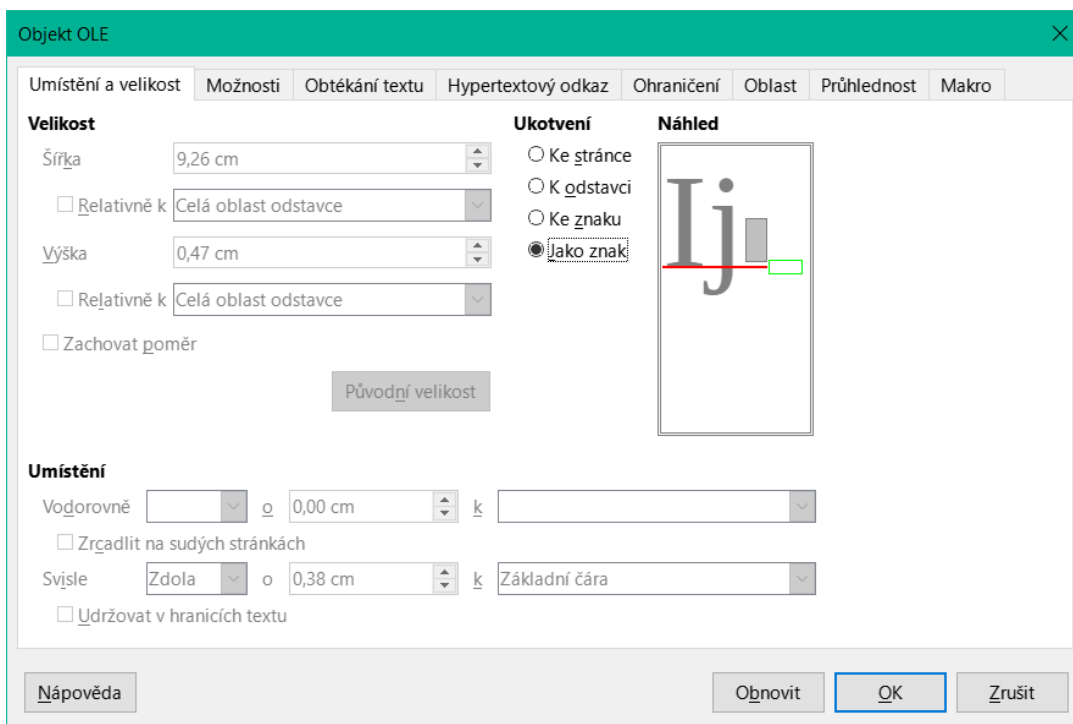 Objekt OLE
Umístění a velikost Možnosti Obtékání textu Hypertextový odkaz Ohraničení Oblast Průhlednost Makro
Velikost
Šířka 9,26 cm
Relativně k Celá oblast odstavce
Výška 0,47 cm
Relativně k Celá oblast odstavce
Zachovat poměr
Původní velikost
Ukotvení
Ke stránce
K odstavci
Ke znaku
Jako znak
Náhled
Ij
Umístění
Vodorovně o 0,00 cm k
Zrcadlit na sudých stránkách
Svisle Zdola o 0,38 cm k Základní čára
Udržovat v hranicích textu
Nápověda Obnovit OK Zrušit